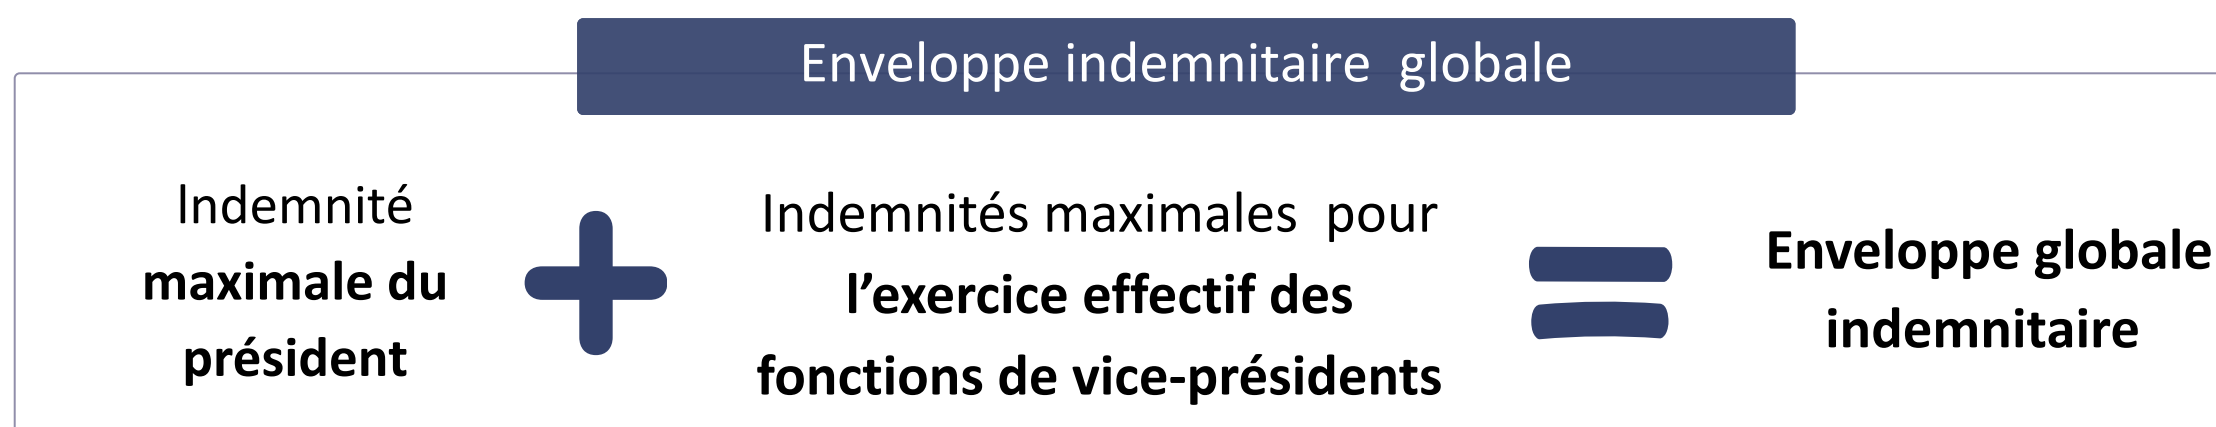 Enveloppe indemnitaire  globale
Indemnité
maximale du
président
Indemnités maximales  pour
l’exercice effectif des
fonctions de vice-présidents
Enveloppe globale
indemnitaire